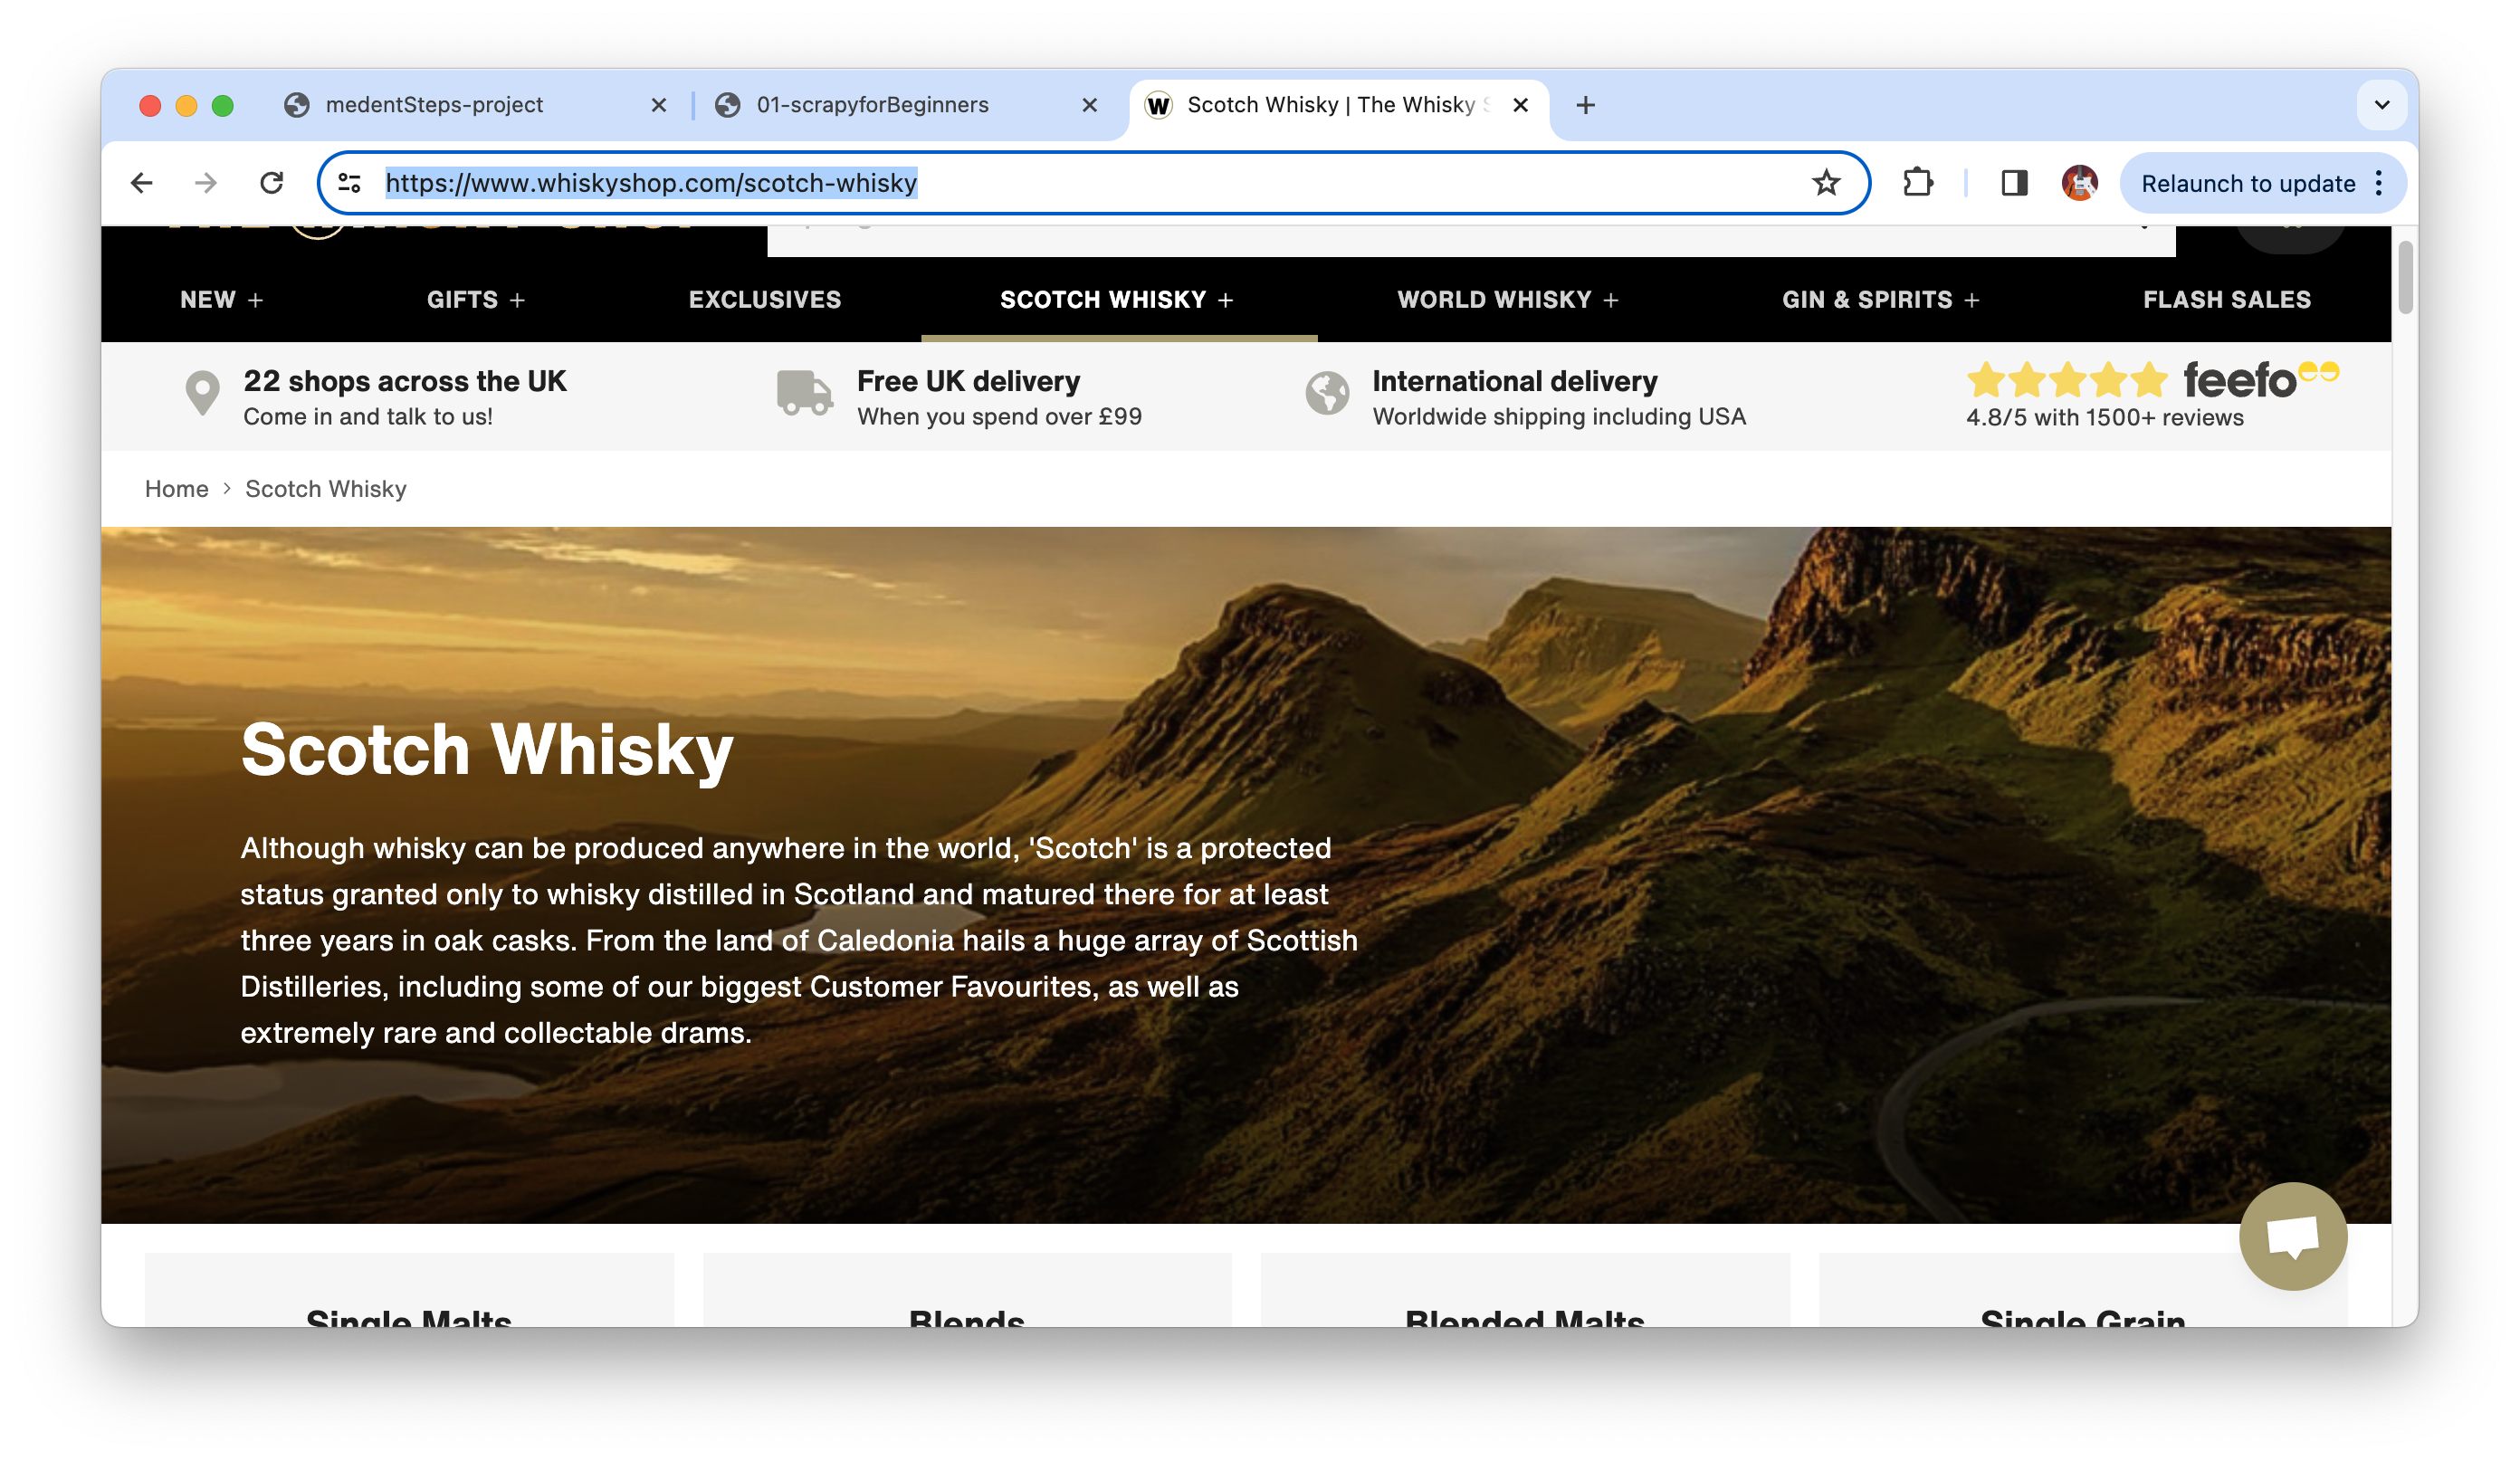 medentSteps-project
01-scrapyforBeginners
Scotch Whisky | The Whisky
https://www.whiskyshop.com/scotch-whisky
Relaunch to update
NEW +
GIFTS +
EXCLUSIVES
SCOTCH WHISKY +
WORLD WHISKY +
GIN & SPIRITS +
FLASH SALES
22 shops across the UK
Come in and talk to us!
Free UK delivery
When you spend over £99
International delivery
Worldwide shipping including USA
feefo
4.8/5 with 1500+ reviews
Home > Scotch Whisky
Scotch Whisky
Although whisky can be produced anywhere in the world, 'Scotch' is a protected
status granted only to whisky distilled in Scotland and matured there for at least
three years in oak casks. From the land of Caledonia hails a huge array of Scottish
Distilleries, including some of our biggest Customer Favourites, as well as
extremely rare and collectable drams.
Single Malts
Blends
Blended Malts
Single Grain